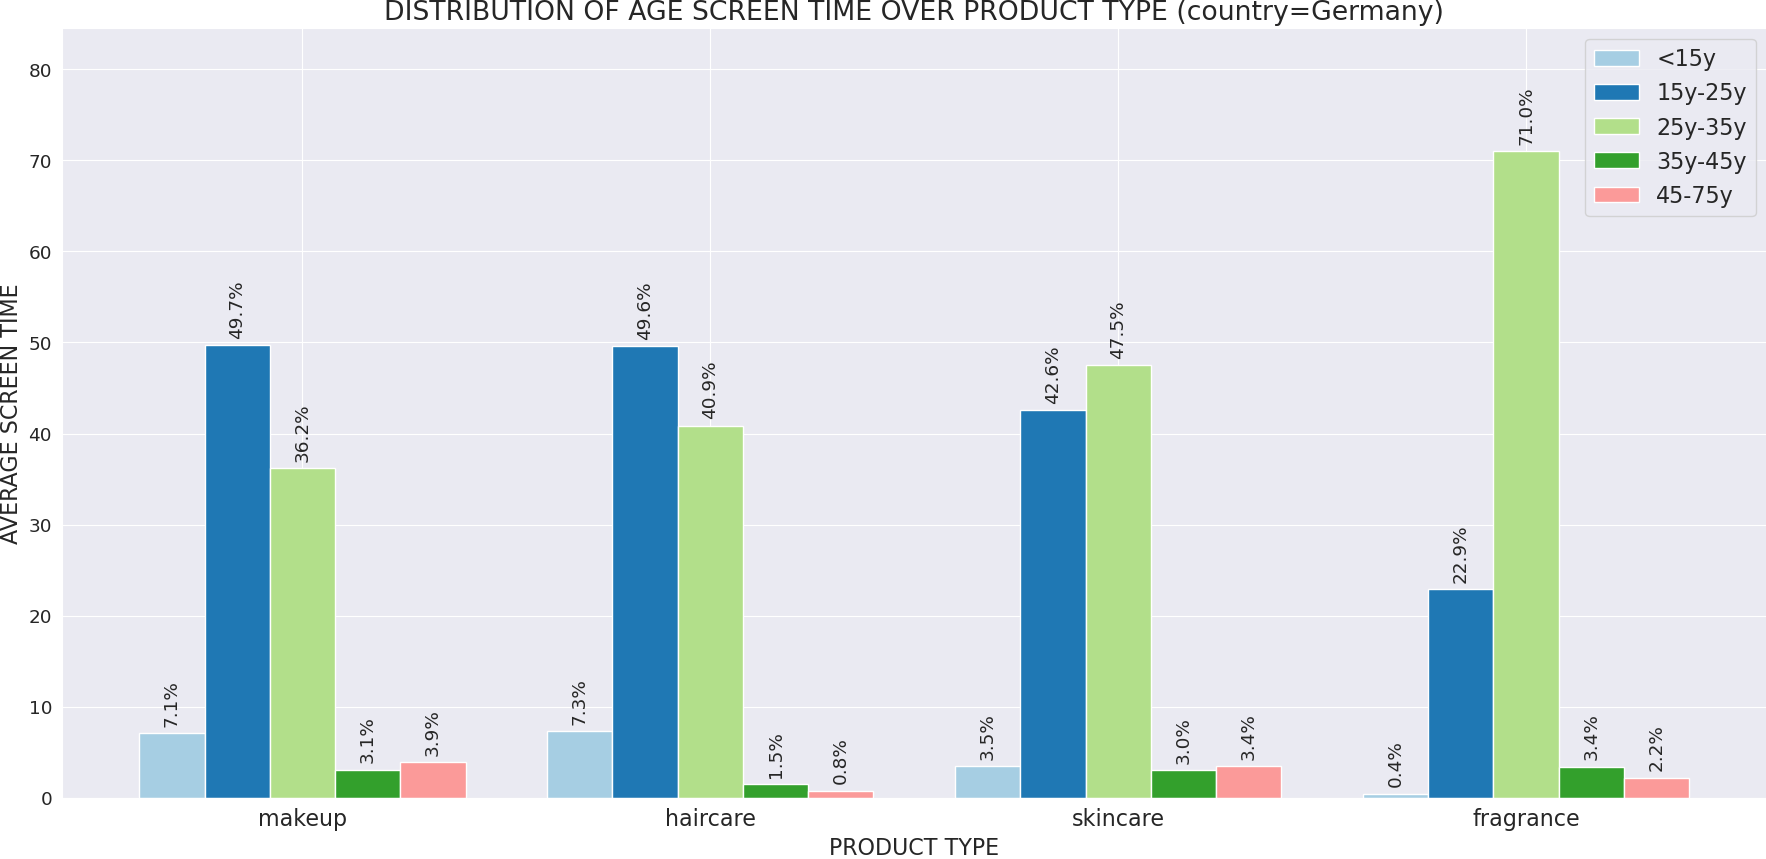 DISTRIBUTION OF AGE SCREEN TIME OVER PRODUCT TYPE (country=Germany)
AVERAGE SCREEN TIME
80
70
60
50
40
30
20
10
0
7.1%
49.7%
36.2%
3.1%
3.9%
7.3%
49.6%
40.9%
1.5%
0.8%
3.5%
42.6%
47.5%
3.0%
3.4%
0.4%
22.9%
71.0%
3.4%
2.2%
<15y
15y-25y
25y-35y
35y-45y
45-75y
makeup
haircare
skincare
fragrance
PRODUCT TYPE